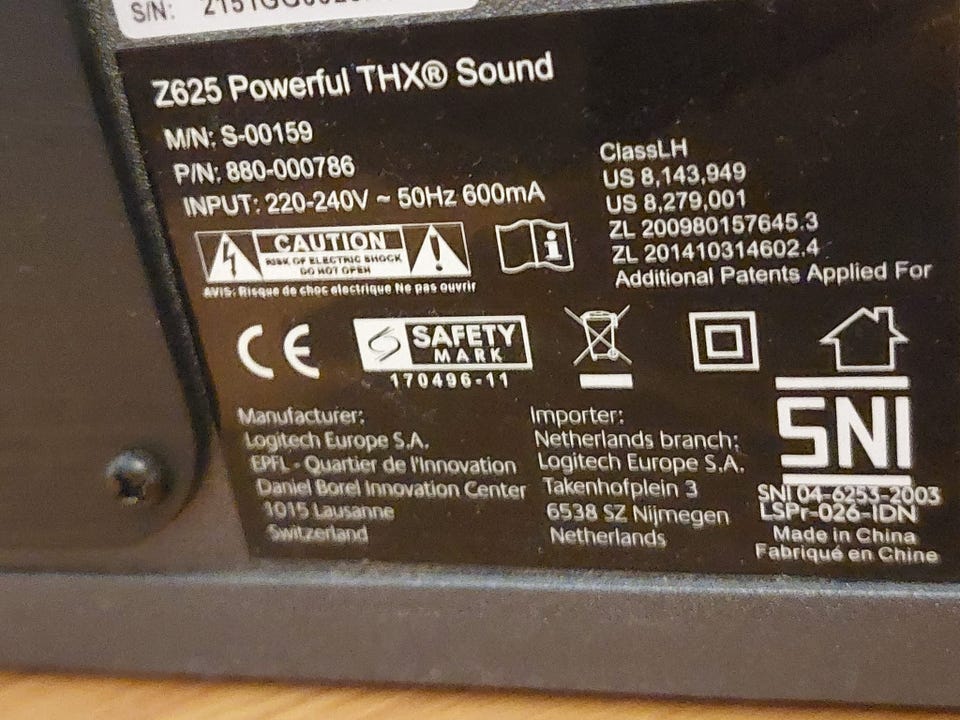 S/N:
Z625 Powerful THX® Sound
M/N: S-00159
P/N: 880-000786
INPUT: 220-240V ~ 50Hz 600mA
CAUTION
RISK OF ELECTRIC SHOCK
DO NOT OPEN
AVIS: Risque de choc electrique Ne pas ouvrir
ClassLH
US 8,143,949
US 8,279,001
ZL 200980157645.3
ZL 201410314602.4
Additional Patents Applied For
CE
SAFETY
MARK
170496-11
Manufacturer:
Logitech Europe S.A.
EPFL - Quartier de l'Innovation
Daniel Borel Innovation Center
1015 Lausanne
Switzerland
Importer:
Netherlands branch:
Logitech Europe S.A.
Takenhofplein 3
6538 SZ Nijmegen
Netherlands
SNI
SNI 04-6253-2003
LSPr-026-IDN
Made in China
Fabriqué en Chine